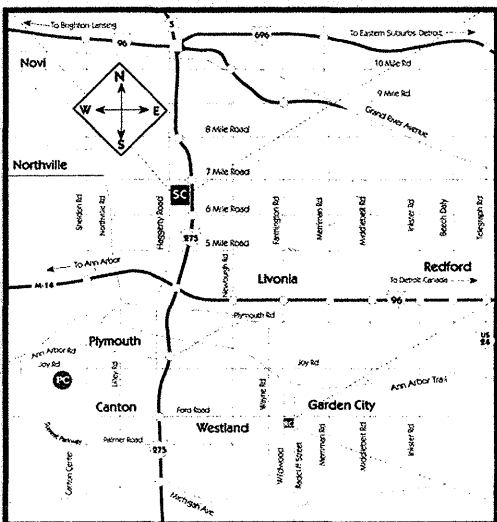 To Brighton Lansing
5
96
696
To Eastern Suburbs Detroit
Novi
10 Mile Rd
N
W E
S
9 Mile Rd
Grand River Avenue
8 Mile Road
Northville
7 Mile Road
SC
Sheldon Rd
Northville Rd
Haggerty Road
6 Mile Road
Farmington Rd
Merriman Rd
Middlebelt Rd
Inkster Rd
Beech Daly
Telegraph Rd
275
5 Mile Road
Newburgh Rd
To Ann Arbor
Livonia
Redford
To Detroit Canada
M-14
96
Plymouth Rd
US
24
Plymouth
Ann Arbor Rd
Joy Rd
Joy Rd
PC
Lilley Rd
Wayne Rd
Ann Arbor Trail
Canton
Ford Road
Garden City
SC
Westland
Palmer Road
275
Canton Center
Wildwood
Radcliff Street
Merriman Rd
Middlebelt Rd
Inkster Rd
Michigan Ave